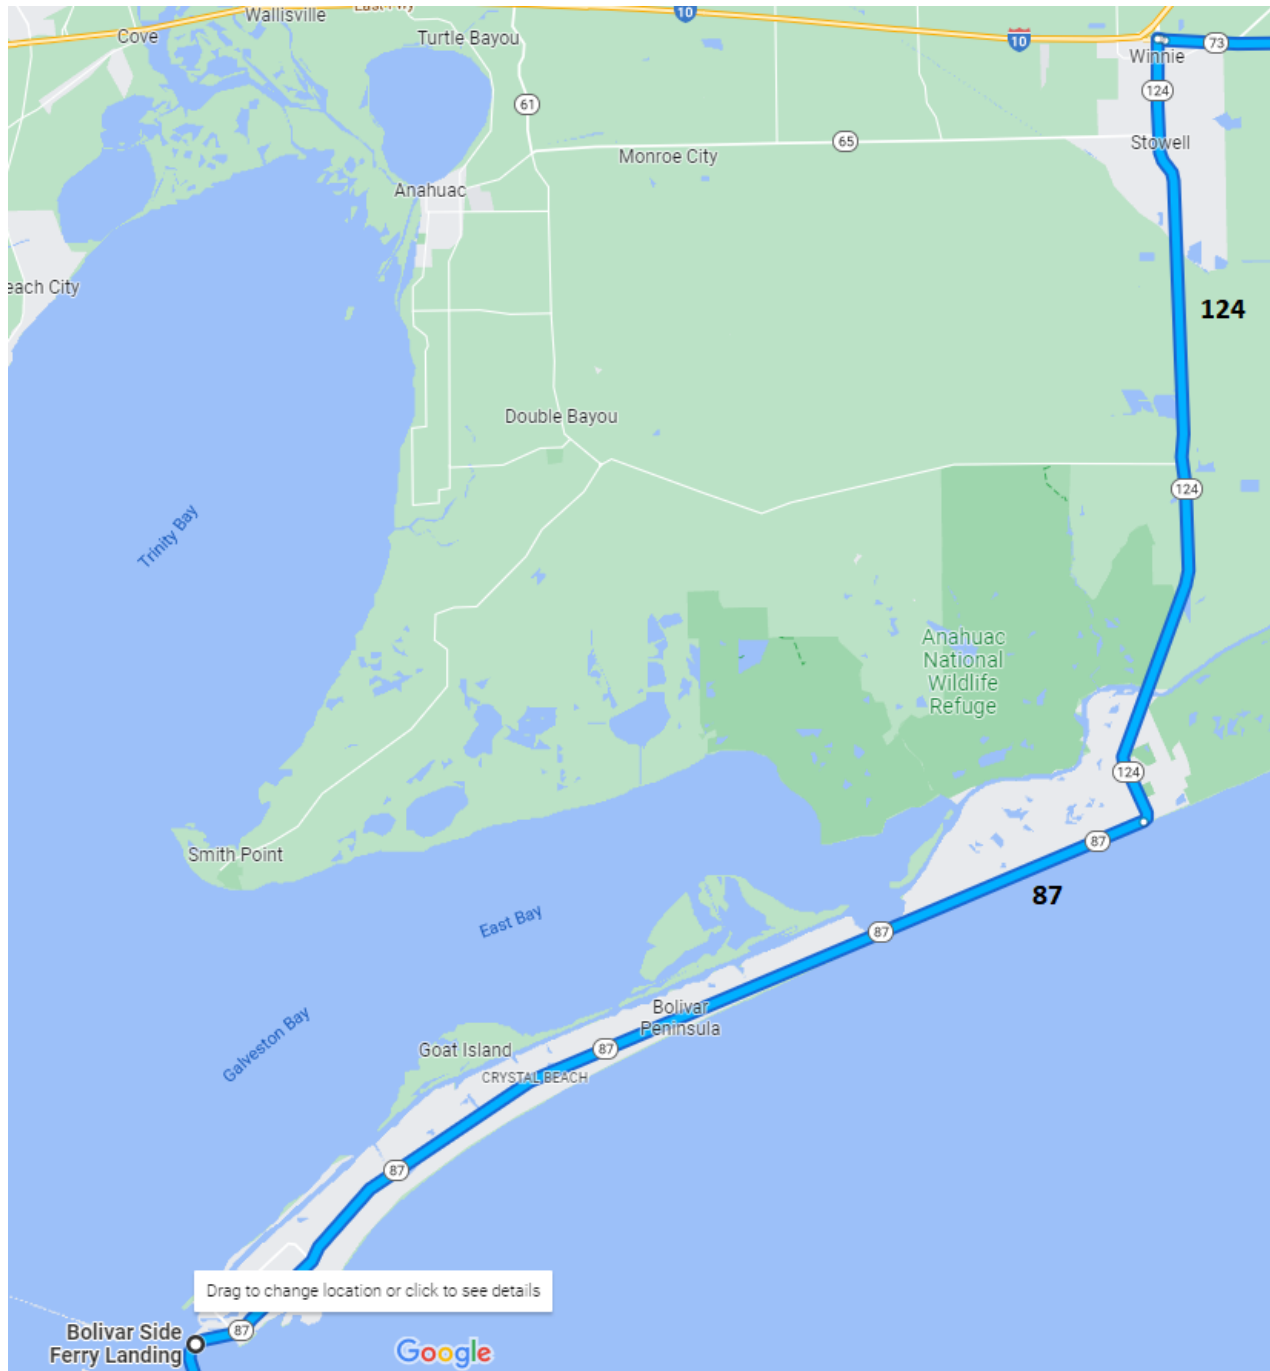 East Fwy
Wallisville
10
Cove
Turtle Bayou
10
73
Winnie
61
124
65
Stowell
Monroe City
Anahuac
each City
124
Double Bayou
124
Trinity Bay
Anahuac
National
Wildlife
Refuge
124
87
Smith Point
87
East Bay
87
Bolivar
Peninsula
Galveston Bay
Goat Island
87
CRYSTAL BEACH
87
Drag to change location or click to see details
87
Bolivar Side
Ferry Landing
Google